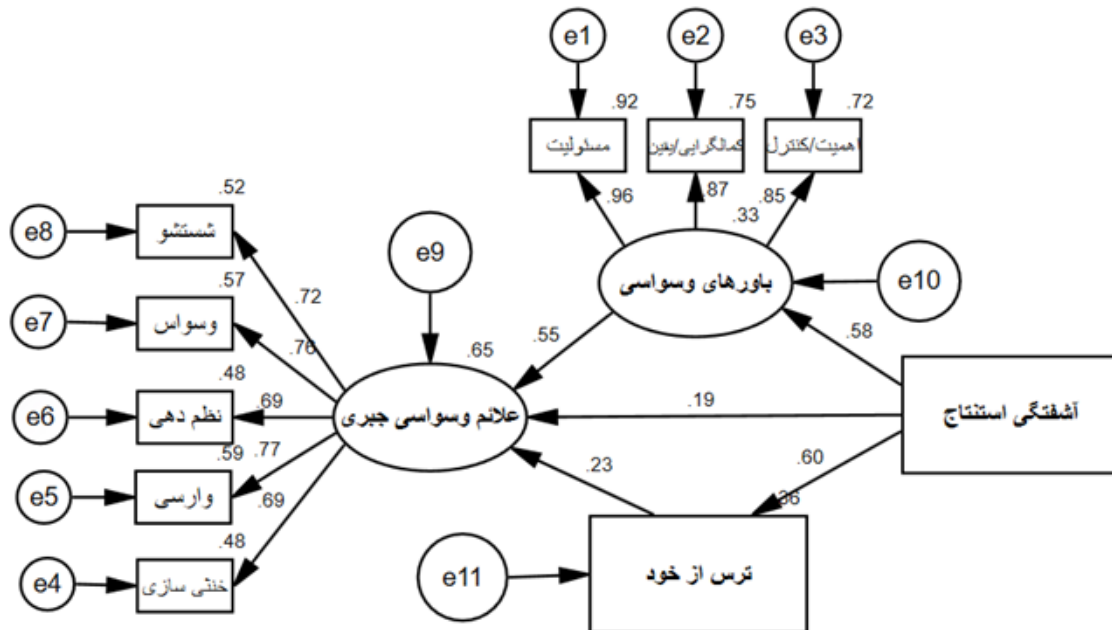 e1
e2
e3
.92
.75
.72
مسئولیت
کمالگرایی/یقین
اهمیت/کنترل
.96
.87
.85
.33
باورهای وسواسی
e10
.52
e8
شستشو
e9
.72
.57
e7
وسواس
.76
.55
.58
.65
.48
e6
نظم دهی
.69
علائم وسواسی جبری
.19
آشفتگی استنتاج
.59
.77
e5
وارسی
.69
.23
.60
.36
.48
e4
خنثی سازی
e11
ترس از خود